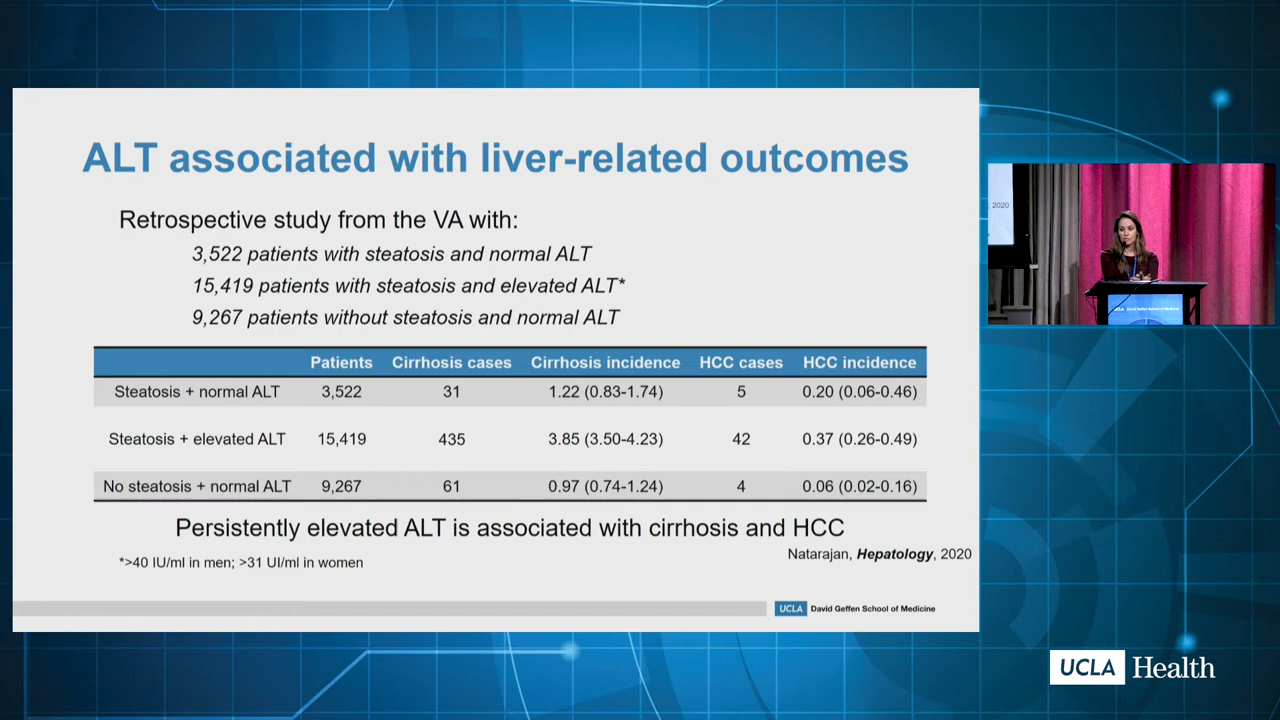 ALT associated with liver-related outcomes
Retrospective study from the VA with:
3,522 patients with steatosis and normal ALT
15,419 patients with steatosis and elevated ALT*
9,267 patients without steatosis and normal ALT
Patients Cirrhosis cases Cirrhosis incidence HCC cases HCC incidence
Steatosis + normal ALT 3,522 31 1.22 (0.83-1.74) 5 0.20 (0.06-0.46)
Steatosis + elevated ALT 15,419 435 3.85 (3.50-4.23) 42 0.37 (0.26-0.49)
No steatosis + normal ALT 9,267 61 0.97 (0.74-1.24) 4 0.06 (0.02-0.16)
Persistently elevated ALT is associated with cirrhosis and HCC
Natarajan, Hepatology, 2020
*>40 IU/ml in men; >31 UI/ml in women
UCLA David Geffen School of Medicine
, 2020
UCLA David Geffen School of Medicine
UCLA Health